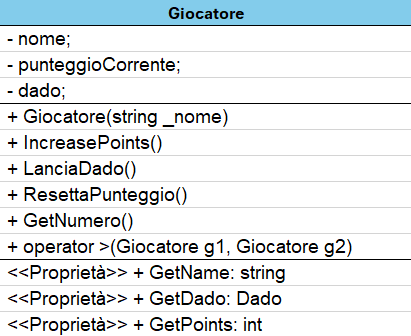 Giocatore
- nome;
- punteggioCorrente;
- dado;
+ Giocatore(string _nome)
+ IncreasePoints()
+ LanciaDado()
+ ResettaPunteggio()
+ GetNumero()
+ operator >(Giocatore g1, Giocatore g2)
<<Proprietà>> + GetName: string
<<Proprietà>> + GetDado: Dado
<<Proprietà>> + GetPoints: int